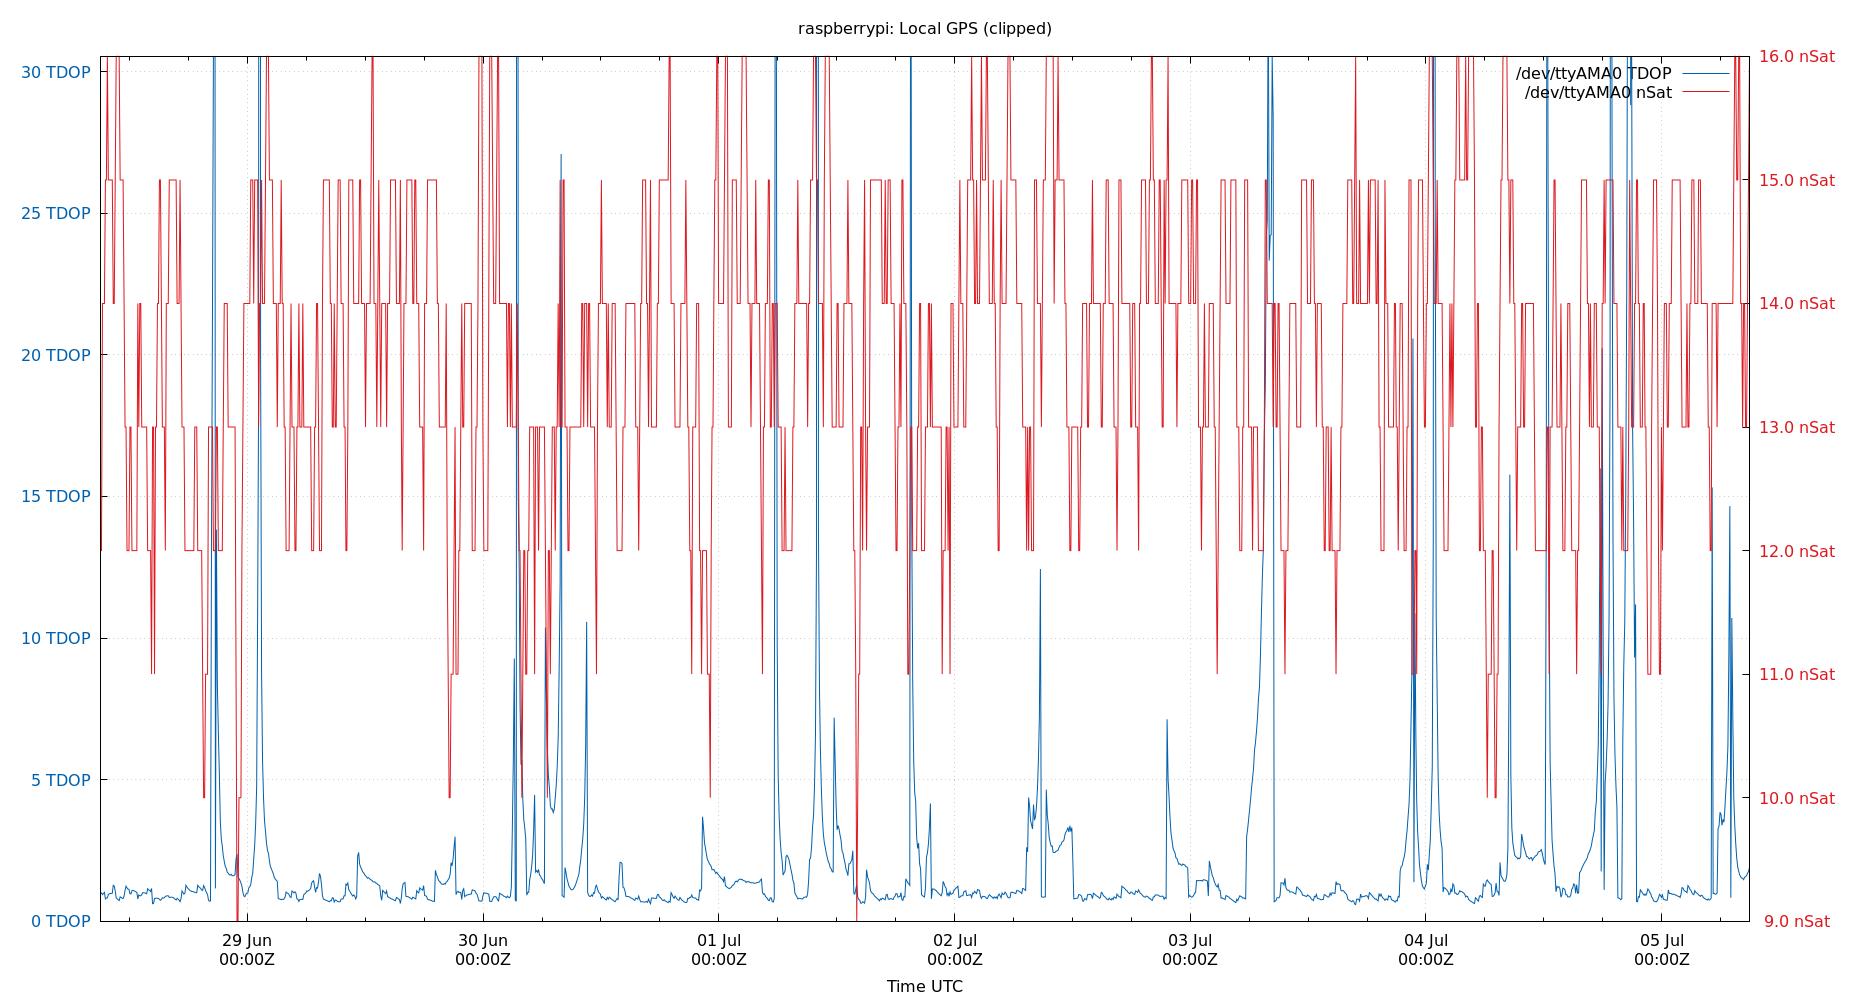 raspberrypi: Local GPS (clipped)
/dev/ttyAMA0 TDOP
/dev/ttyAMA0 nSat
30 TDOP
25 TDOP
20 TDOP
15 TDOP
10 TDOP
5 TDOP
0 TDOP
16.0 nSat
15.0 nSat
14.0 nSat
13.0 nSat
12.0 nSat
11.0 nSat
10.0 nSat
9.0 nSat
29 Jun 30 Jun 01 Jul 02 Jul 03 Jul 04 Jul 05 Jul
00:00Z 00:00Z 00:00Z 00:00Z 00:00Z 00:00Z 00:00Z
Time UTC